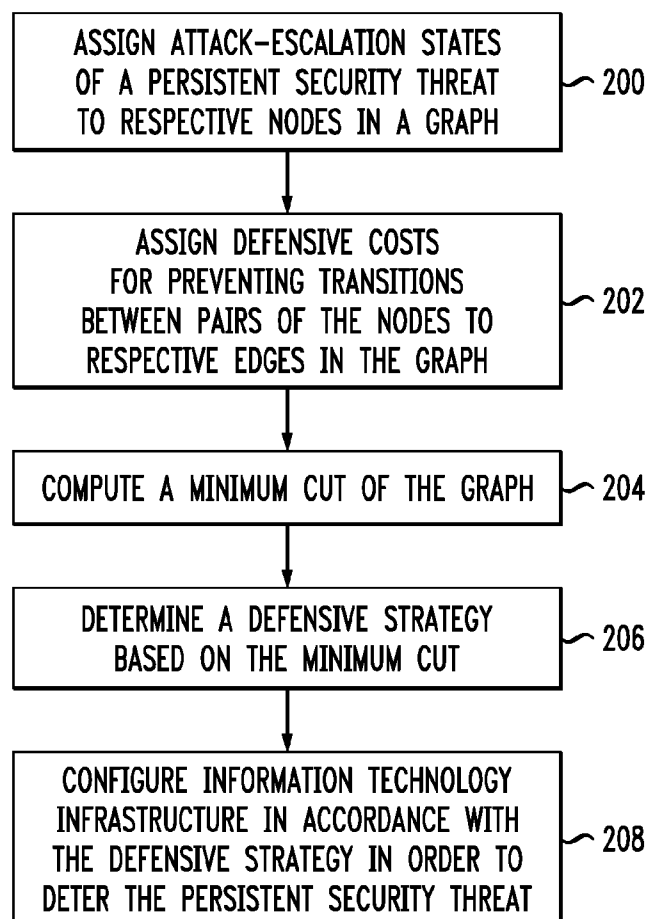 ASSIGN ATTACK-ESCALATION STATES
OF A PERSISTENT SECURITY THREAT
TO RESPECTIVE NODES IN A GRAPH
200
ASSIGN DEFENSIVE COSTS
FOR PREVENTING TRANSITIONS
BETWEEN PAIRS OF THE NODES TO
RESPECTIVE EDGES IN THE GRAPH
202
COMPUTE A MINIMUM CUT OF THE GRAPH
204
DETERMINE A DEFENSIVE STRATEGY
BASED ON THE MINIMUM CUT
206
CONFIGURE INFORMATION TECHNOLOGY
INFRASTRUCTURE IN ACCORDANCE WITH
THE DEFENSIVE STRATEGY IN ORDER TO
DETER THE PERSISTENT SECURITY THREAT
208